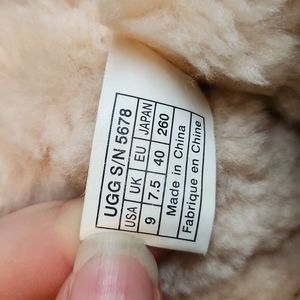 UGG S/N 5678
USA UK EU JAPAN
9 7.5 40 260
Made in China
Fabriqué en Chine